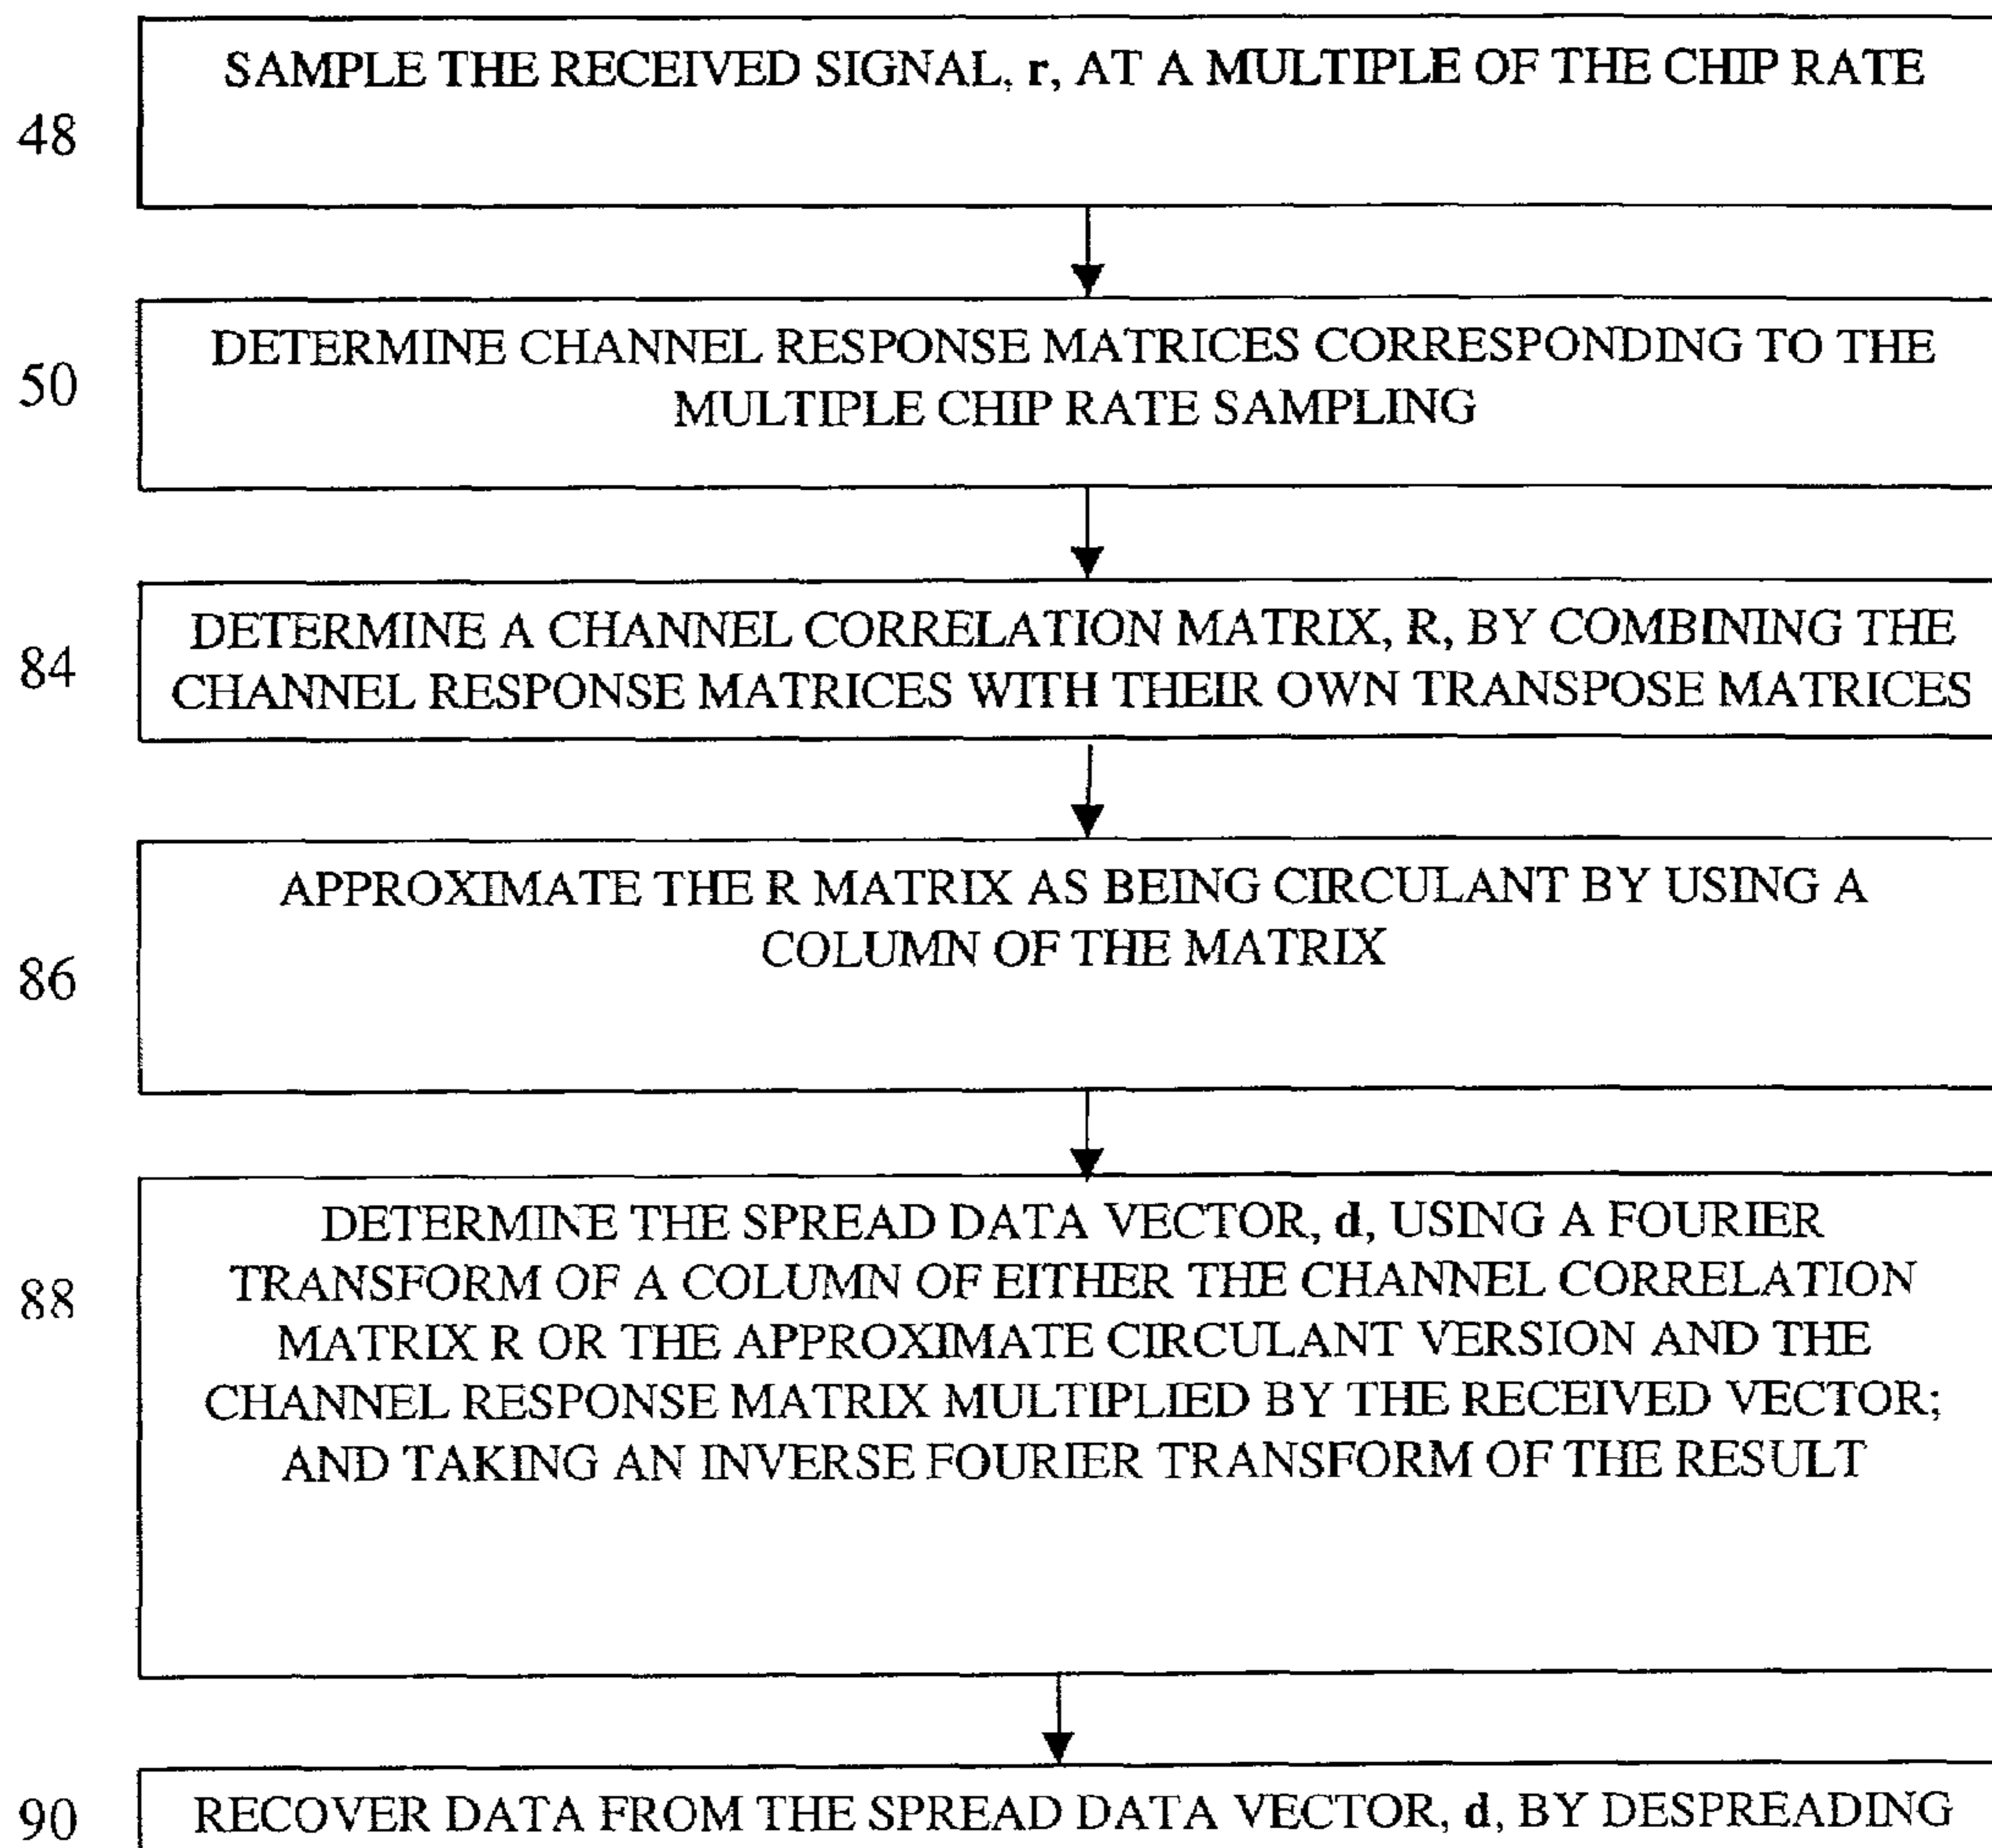 SAMPLE THE RECEIVED SIGNAL, r, AT A MULTIPLE OF THE CHIP RATE
48
DETERMINE CHANNEL RESPONSE MATRICES CORRESPONDING TO THE
50
MULTIPLE CHIP RATE SAMPLING
DETERMINE A CHANNEL CORRELATION MATRIX, R, BY COMBINING THE
84
CHANNEL RESPONSE MATRICES WITH THEIR OWN TRANSPOSE MATRICES
APPROXIMATE THE R MATRIX AS BEING CIRCULANT BY USING A
COLUMN OF THE MATRIX
86
DETERMINE THE SPREAD DATA VECTOR, d, USING A FOURIER
TRANSFORM OF A COLUMN OF EITHER THE CHANNEL CORRELATION
88
MATRIX R OR THE APPROXIMATE CIRCULANT VERSION AND THE
CHANNEL RESPONSE MATRIX MULTIPLIED BY THE RECEIVED VECTOR;
AND TAKING AN INVERSE FOURIER TRANSFORM OF THE RESULT
90
RECOVER DATA FROM THE SPREAD DATA VECTOR, d, BY DESPREADING